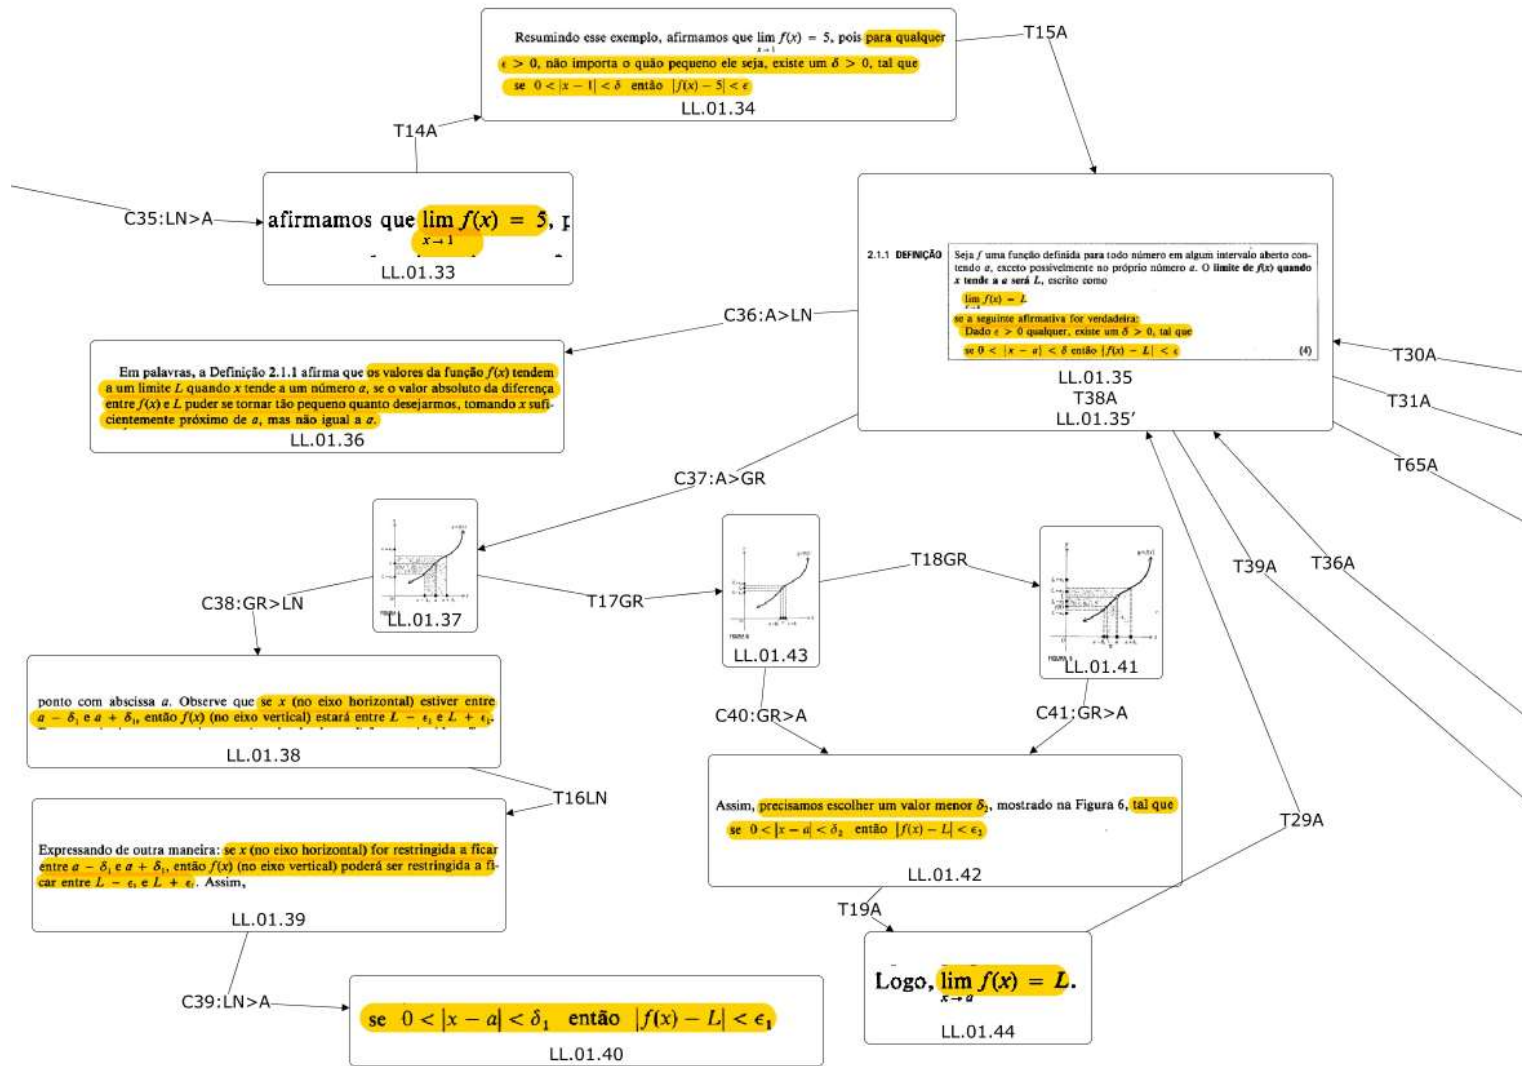 Resumindo esse exemplo, afirmamos que lim f(x) = 5, pois para qualquer
x → 1
ϵ > 0, não importa o quão pequeno ele seja, existe um δ > 0, tal que
se 0 < |x − 1| < δ então |f(x) − 5| < ϵ
LL.01.34
T15A
T14A
C35:LN>A
afirmamos que lim f(x) = 5, p
x → 1
LL.01.33
2.1.1 DEFINIÇÃO
Seja f uma função definida para todo número em algum intervalo aberto con-
tendo a, exceto possivelmente no próprio número a. O limite de f(x) quando
x tende a a será L, escrito como
lim f(x) = L
se a seguinte afirmativa for verdadeira:
Dado ϵ > 0 qualquer, existe um δ > 0, tal que
se 0 < |x − a| < δ então |f(x) − L| < ϵ (4)
LL.01.35
T38A
LL.01.35'
C36:A>LN
T30A
T31A
T65A
Em palavras, a Definição 2.1.1 afirma que os valores da função f(x) tendem
a um limite L quando x tende a um número a, se o valor absoluto da diferença
entre f(x) e L puder se tornar tão pequeno quanto desejarmos, tomando x sufi-
cientemente próximo de a, mas não igual a a.
LL.01.36
C37:A>GR
LL.01.37
T17GR
LL.01.43
T18GR
LL.01.41
T39A
T36A
C38:GR>LN
ponto com abscissa a. Observe que se x (no eixo horizontal) estiver entre
a − δ₁ e a + δ₁, então f(x) (no eixo vertical) estará entre L − ϵ₁ e L + ϵ₁.
LL.01.38
C40:GR>A
C41:GR>A
T16LN
Expressando de outra maneira: se x (no eixo horizontal) for restringida a ficar
entre a − δ₁ e a + δ₁, então f(x) (no eixo vertical) poderá ser restringida a fi-
car entre L − ϵ₁ e L + ϵ₁. Assim,
LL.01.39
Assim, precisamos escolher um valor menor δ₂, mostrado na Figura 6, tal que
se 0 < |x − a| < δ₂ então |f(x) − L| < ϵ₂
LL.01.42
T29A
T19A
C39:LN>A
se 0 < |x − a| < δ₁ então |f(x) − L| < ϵ₁
LL.01.40
Logo, lim f(x) = L.
x → a
LL.01.44